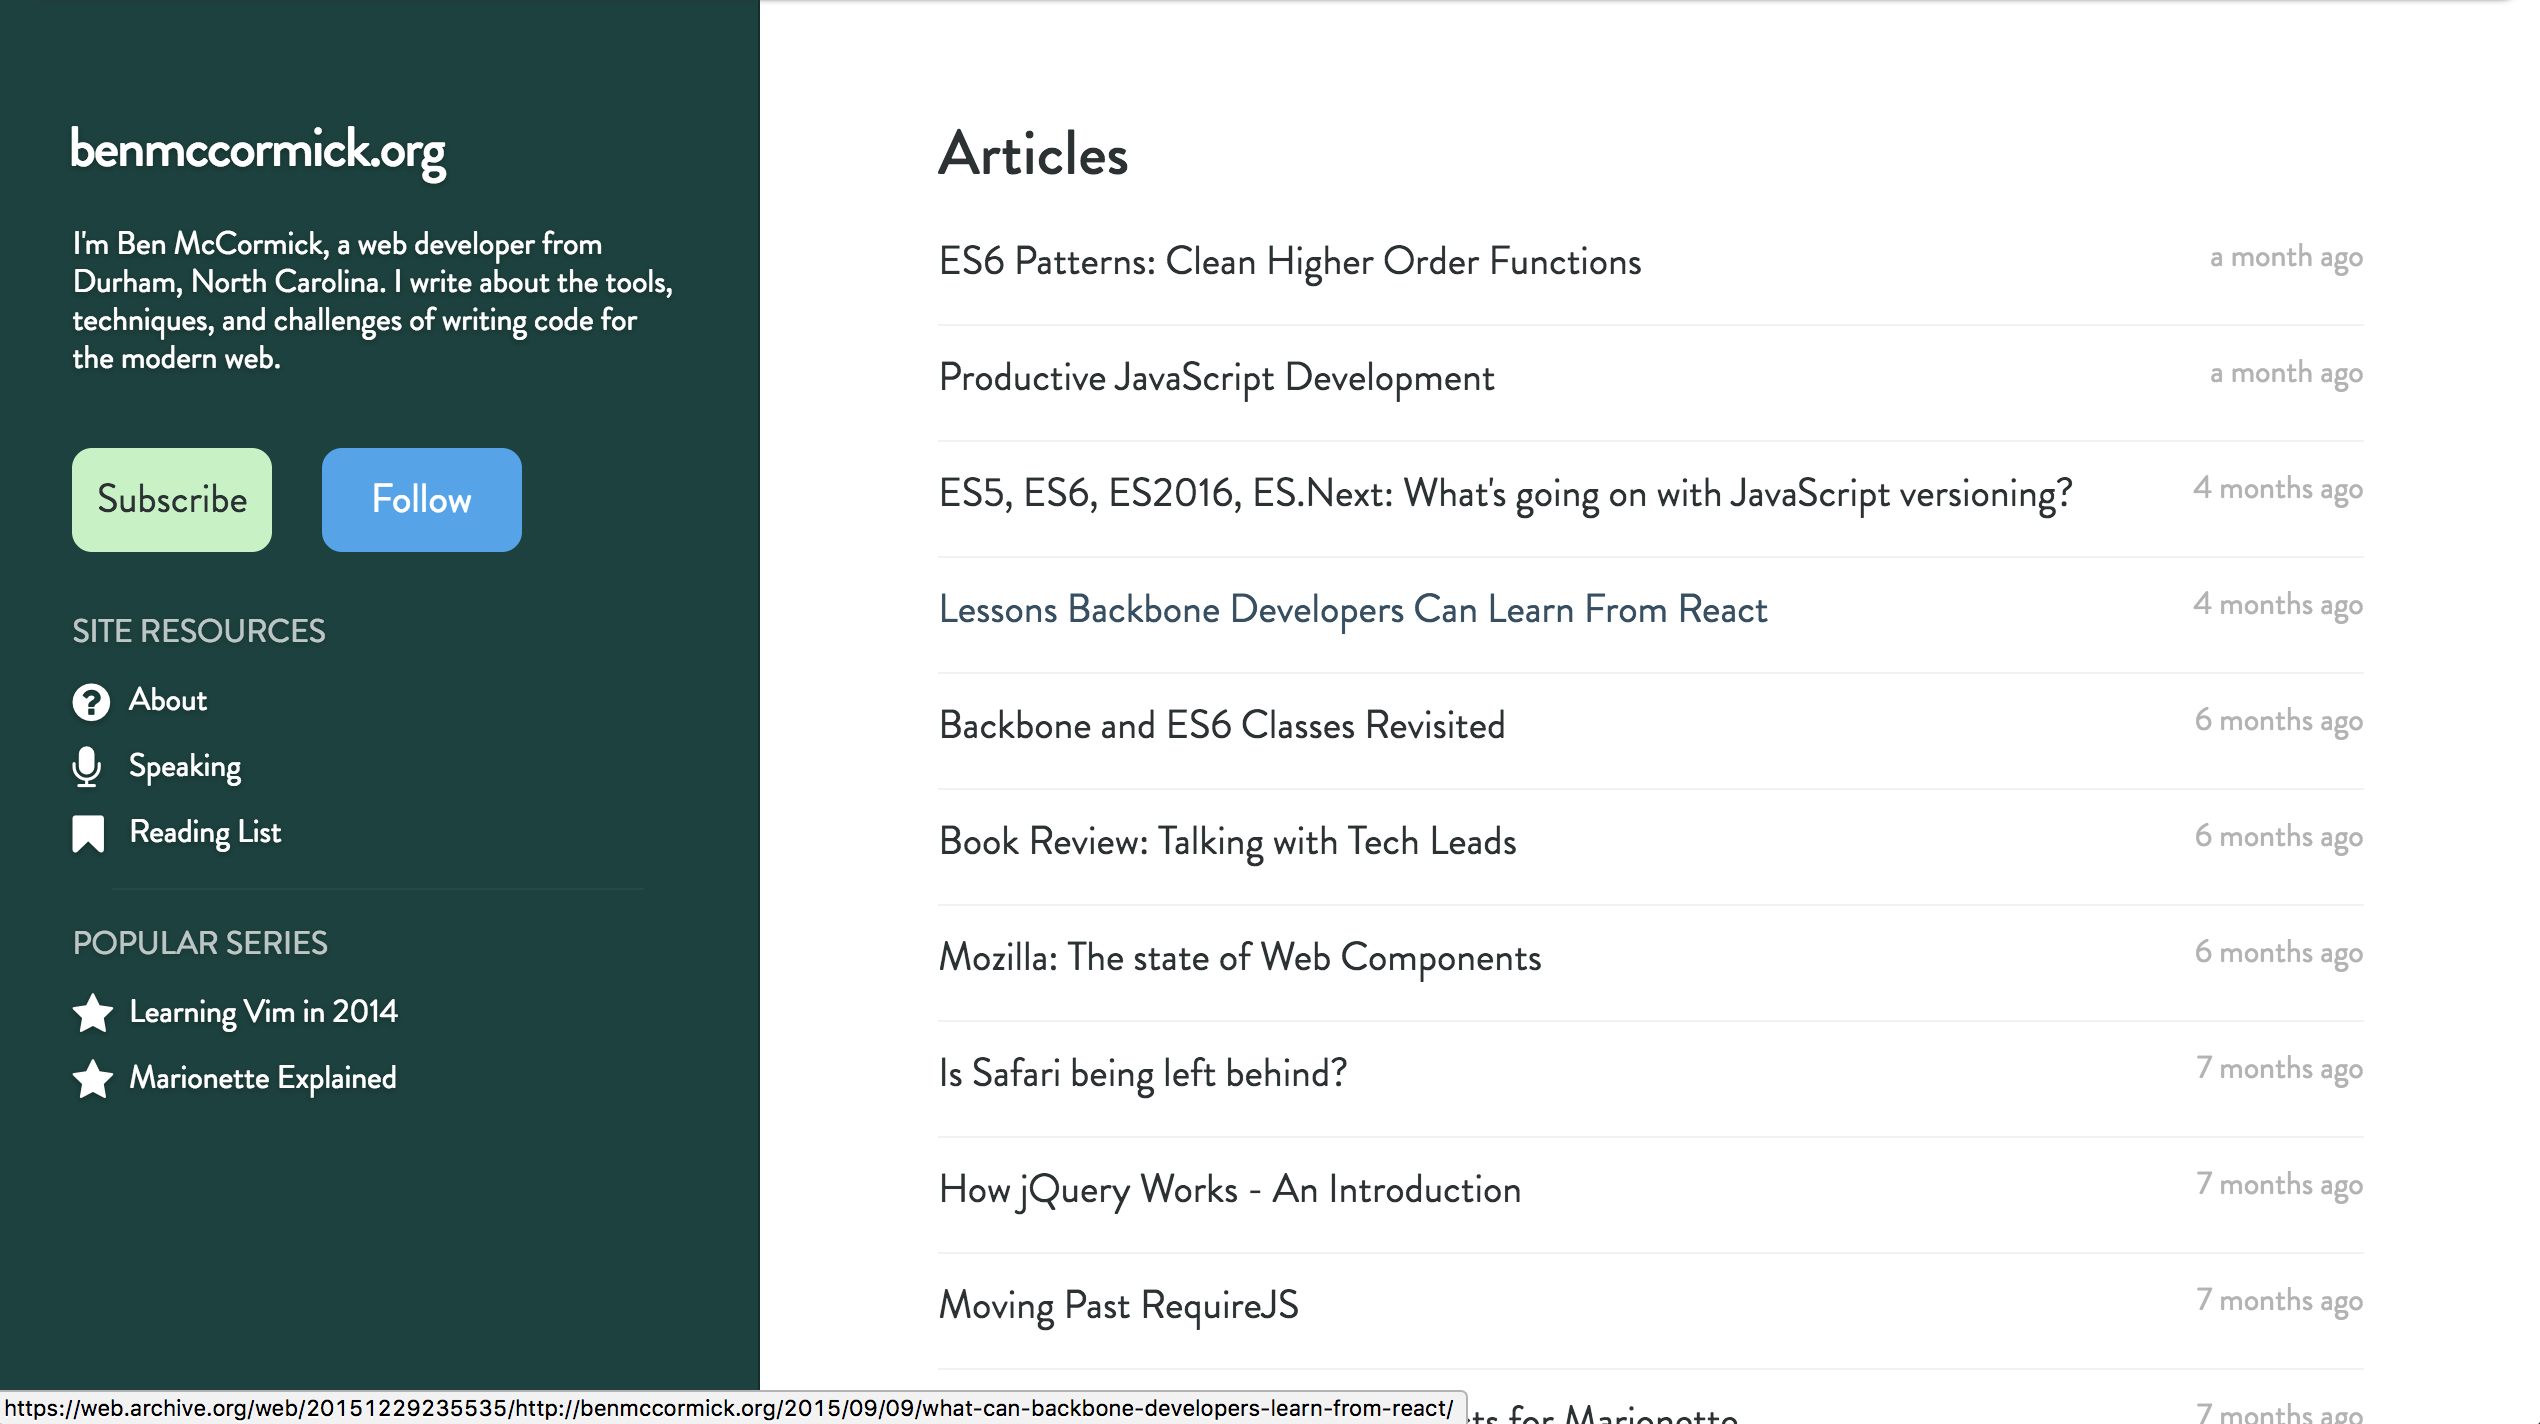 benmccormick.org
I'm Ben McCormick, a web developer from
Durham, North Carolina. I write about the tools,
techniques, and challenges of writing code for
the modern web.
Subscribe
Follow
SITE RESOURCES
About
Speaking
Reading List
POPULAR SERIES
Learning Vim in 2014
Marionette Explained
Articles
ES6 Patterns: Clean Higher Order Functions a month ago
Productive JavaScript Development a month ago
ES5, ES6, ES2016, ES.Next: What's going on with JavaScript versioning? 4 months ago
Lessons Backbone Developers Can Learn From React 4 months ago
Backbone and ES6 Classes Revisited 6 months ago
Book Review: Talking with Tech Leads 6 months ago
Mozilla: The state of Web Components 6 months ago
Is Safari being left behind? 7 months ago
How jQuery Works - An Introduction 7 months ago
Moving Past RequireJS 7 months ago
for Marionette 7 months ago
https://web.archive.org/web/20151229235535/http://benmccormick.org/2015/09/09/what-can-backbone-developers-learn-from-react/